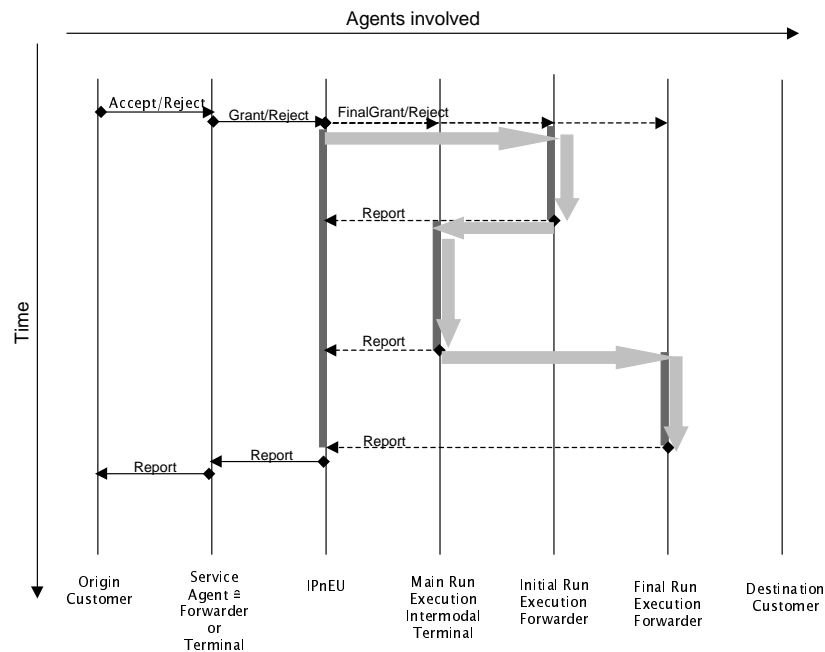 Agents involved
Accept/Reject
Grant/Reject
FinalGrant/Reject
Report
Time
Report
Report
Report
Report
Origin
Customer
Service
Agent ≙
Forwarder
or
Terminal
IPnEU
Main Run
Execution
Intermodal
Terminal
Initial Run
Execution
Forwarder
Final Run
Execution
Forwarder
Destination
Customer